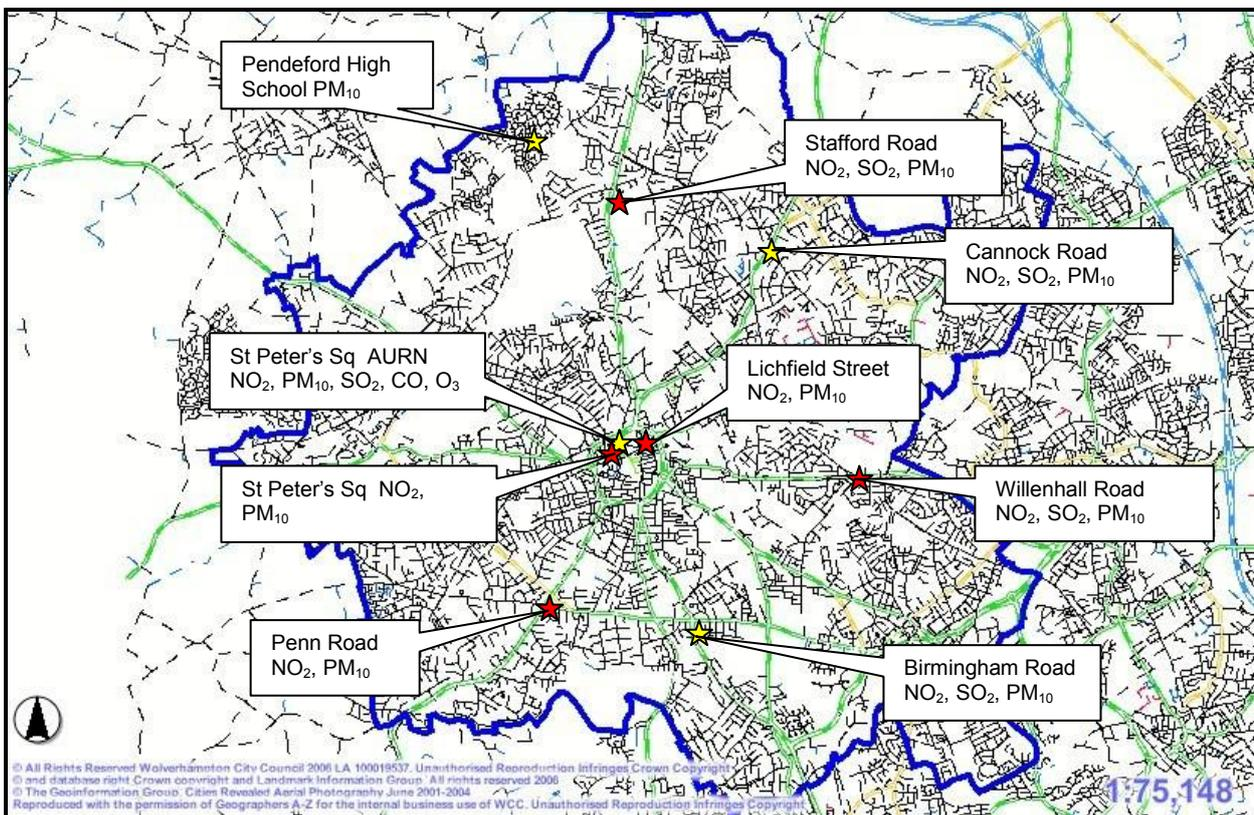 Pendeford High
School PM₁₀
Stafford Road
NO₂, SO₂, PM₁₀
Cannock Road
NO₂, SO₂, PM₁₀
St Peter's Sq AURN
NO₂, PM₁₀, SO₂, CO, O₃
Lichfield Street
NO₂, PM₁₀
St Peter's Sq NO₂,
PM₁₀
Willenhall Road
NO₂, SO₂, PM₁₀
Penn Road
NO₂, PM₁₀
Birmingham Road
NO₂, SO₂, PM₁₀
© All Rights Reserved Wolverhampton City Council 2006 LA 100019537. Unauthorised Reproduction Infringes Crown Copyright
© and database right Crown copyright and Landmark Information Group All rights reserved 2006
© The Geoinformation Group. Cities Revealed Aerial Photography June 2001-2004
Reproduced with the permission of Geographers A-Z for the internal business use of WCC. Unauthorised Reproduction Infringes Copyright
1:75,148